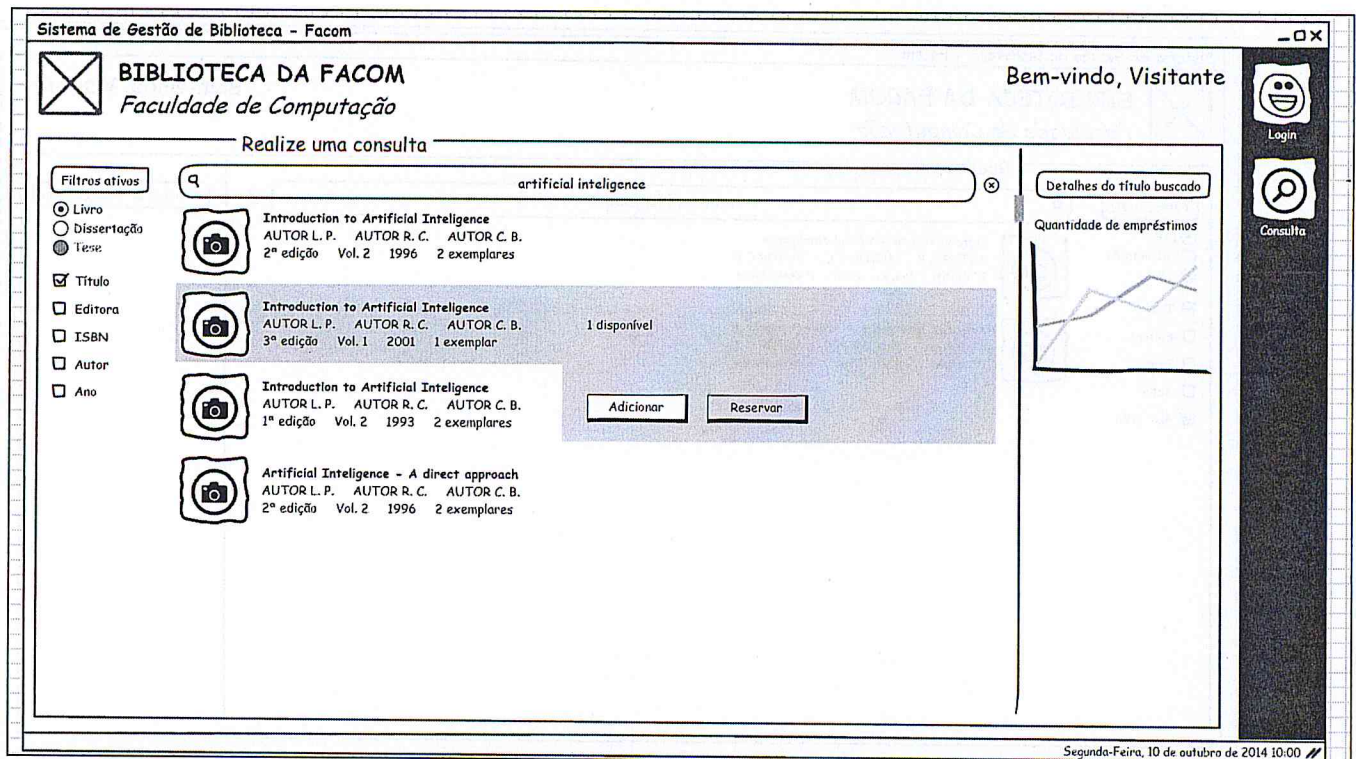 Sistema de Gestão de Biblioteca - Facom
BIBLIOTECA DA FACOM
Faculdade de Computação
Bem-vindo, Visitante
Login
Consulta
Realize uma consulta
Filtros ativos
Livro
Dissertação
Tese
Título
Editora
ISBN
Autor
Ano
artificial inteligence
Introduction to Artificial Inteligence
AUTOR L. P. AUTOR R. C. AUTOR C. B.
2ª edição Vol. 2 1996 2 exemplares
Introduction to Artificial Inteligence
AUTOR L. P. AUTOR R. C. AUTOR C. B.
3ª edição Vol. 1 2001 1 exemplar
1 disponível
Introduction to Artificial Inteligence
AUTOR L. P. AUTOR R. C. AUTOR C. B.
1ª edição Vol. 2 1993 2 exemplares
Adicionar
Reservar
Artificial Inteligence - A direct approach
AUTOR L. P. AUTOR R. C. AUTOR C. B.
2ª edição Vol. 2 1996 2 exemplares
Detalhes do título buscado
Quantidade de empréstimos
Segunda-Feira, 10 de outubro de 2014 10:00